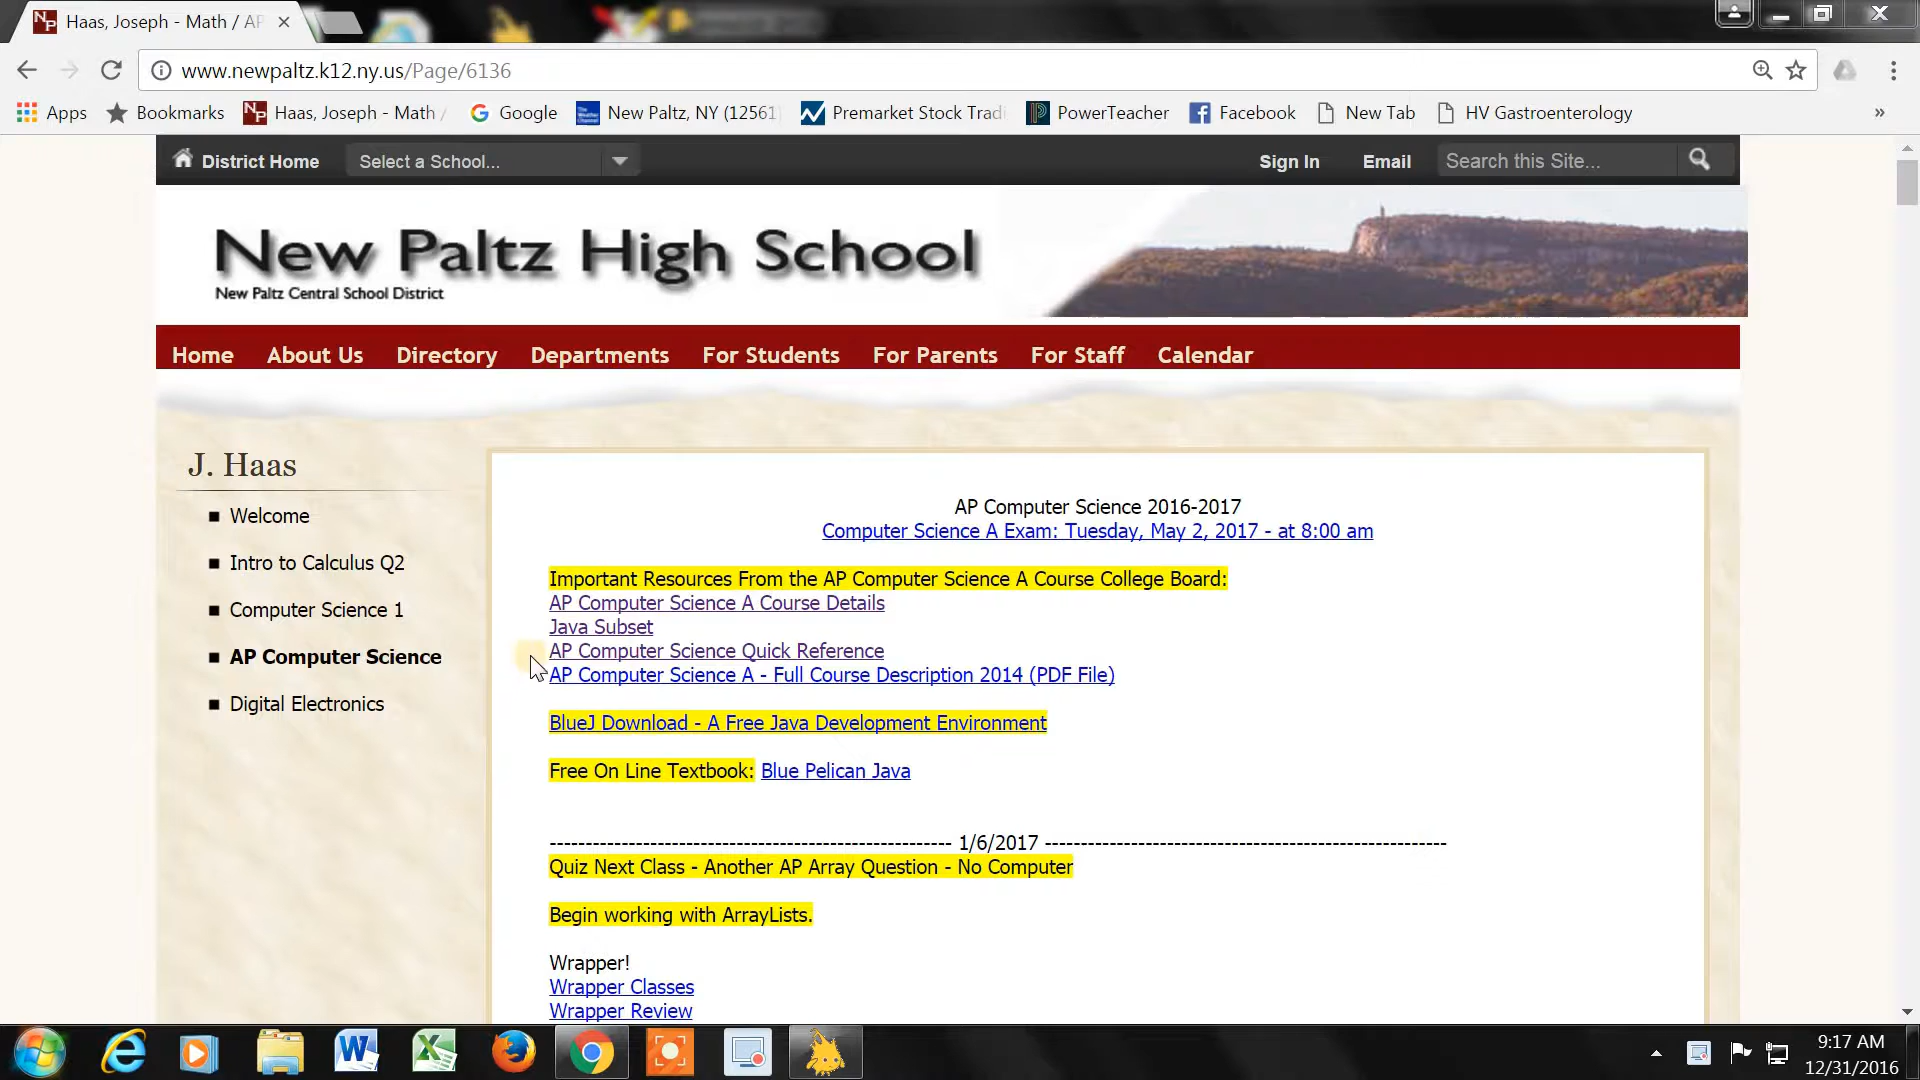 Haas, Joseph - Math / AP
www.newpaltz.k12.ny.us/Page/6136
Apps Bookmarks Haas, Joseph - Math / Google New Paltz, NY (12561) Premarket Stock Tradi PowerTeacher Facebook New Tab HV Gastroenterology »
District Home Select a School... Sign In Email Search this Site...
New Paltz High School
New Paltz Central School District
Home About Us Directory Departments For Students For Parents For Staff Calendar
J. Haas
Welcome
Intro to Calculus Q2
Computer Science 1
AP Computer Science
Digital Electronics
AP Computer Science 2016-2017
Computer Science A Exam: Tuesday, May 2, 2017 - at 8:00 am
Important Resources From the AP Computer Science A Course College Board:
AP Computer Science A Course Details
Java Subset
AP Computer Science Quick Reference
AP Computer Science A - Full Course Description 2014 (PDF File)
BlueJ Download - A Free Java Development Environment
Free On Line Textbook: Blue Pelican Java
--------------------------------------------------- 1/6/2017 ---------------------------------------------------
Quiz Next Class - Another AP Array Question - No Computer
Begin working with ArrayLists.
Wrapper!
Wrapper Classes
Wrapper Review
9:17 AM
12/31/2016